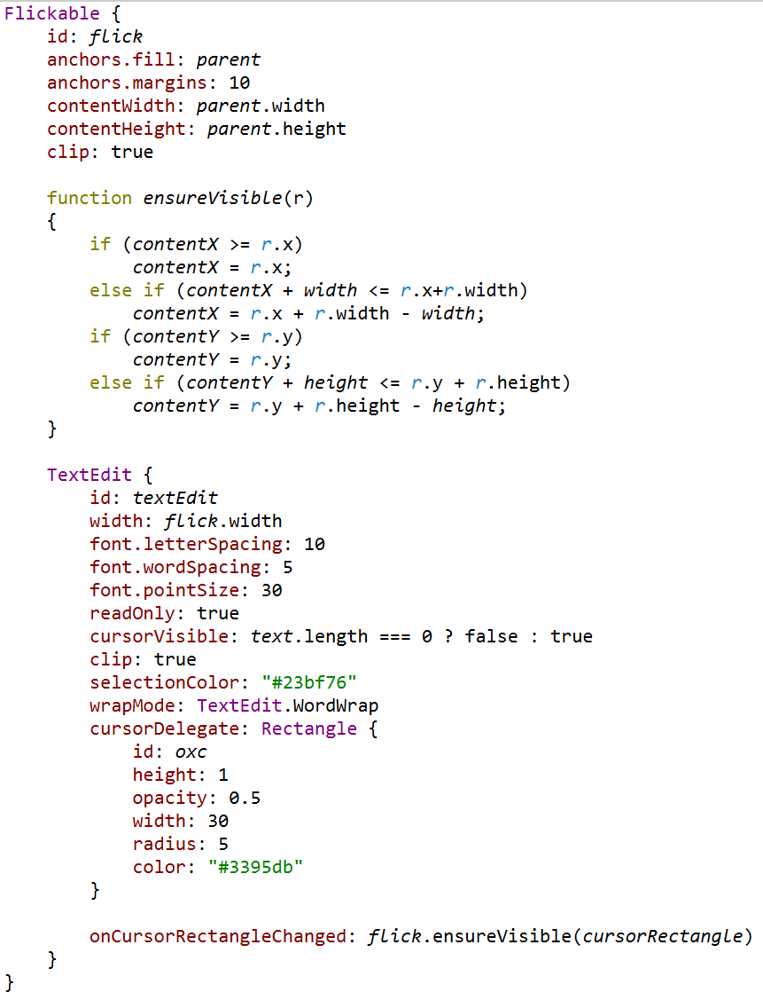 Flickable {
    id: flick
    anchors.fill: parent
    anchors.margins: 10
    contentWidth: parent.width
    contentHeight: parent.height
    clip: true

    function ensureVisible(r)
    {
        if (contentX >= r.x)
            contentX = r.x;
        else if (contentX + width <= r.x+r.width)
            contentX = r.x + r.width - width;
        if (contentY >= r.y)
            contentY = r.y;
        else if (contentY + height <= r.y + r.height)
            contentY = r.y + r.height - height;
    }

    TextEdit {
        id: textEdit
        width: flick.width
        font.letterSpacing: 10
        font.wordSpacing: 5
        font.pointSize: 30
        readOnly: true
        cursorVisible: text.length === 0 ? false : true
        clip: true
        selectionColor: "#23bf76"
        wrapMode: TextEdit.WordWrap
        cursorDelegate: Rectangle {
            id: oxc
            height: 1
            opacity: 0.5
            width: 30
            radius: 5
            color: "#3395db"
        }

        onCursorRectangleChanged: flick.ensureVisible(cursorRectangle)
    }
}